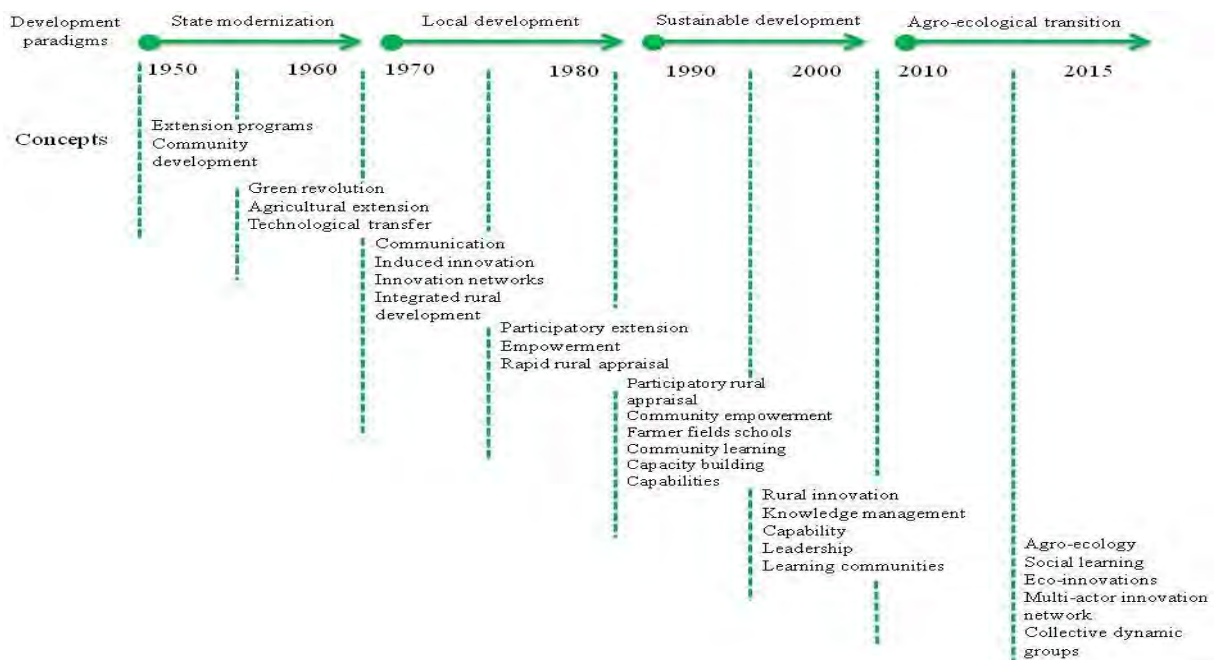 Development
paradigms
State modernization
Local development
Sustainable development
Agro-ecological transition
1950
1960
1970
1980
1990
2000
2010
2015
Concepts
Extension programs
Community
development
Green revolution
Agricultural extension
Technological transfer
Communication
Induced innovation
Innovation networks
Integrated rural
development
Participatory extension
Empowerment
Rapid rural appraisal
Participatory rural
appraisal
Community empowerment
Farmer fields schools
Community learning
Capacity building
Capabilities
Rural innovation
Knowledge management
Capability
Leadership
Learning communities
Agro-ecology
Social learning
Eco-innovations
Multi-actor innovation
network
Collective dynamic
groups